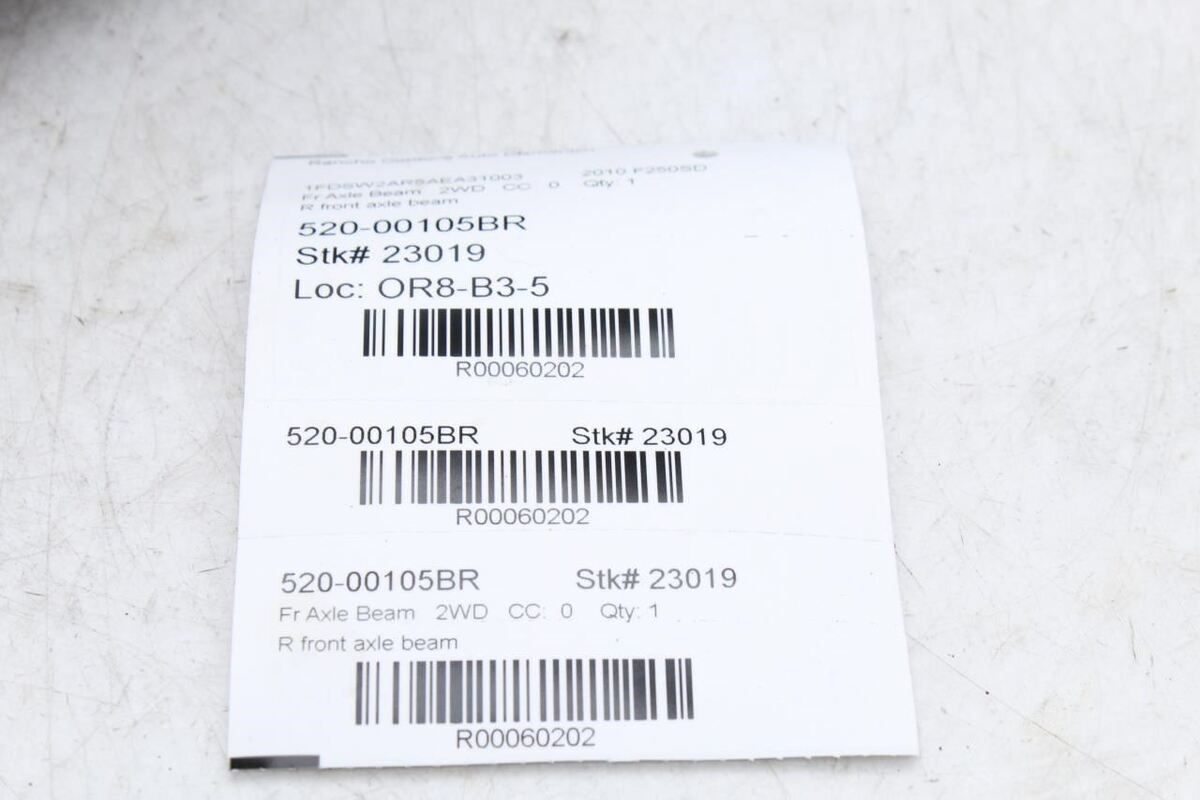 Rancho
1FDSW2AR5AEA31003 2010 F250SD
Fr Axle Beam 2WD CC: 0 Qty: 1
R front axle beam
520-00105BR
Stk# 23019
Loc: OR8-B3-5
R00060202
520-00105BR Stk# 23019
R00060202
520-00105BR Stk# 23019
Fr Axle Beam 2WD CC: 0 Qty: 1
R front axle beam
R00060202